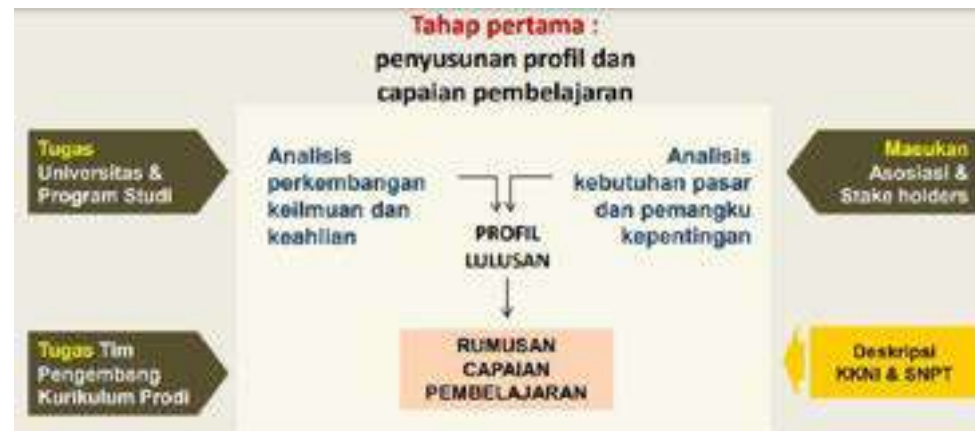 Tahap pertama :
penyusunan profil dan
capaian pembelajaran
Tugas
Universitas &
Program Studi
Analisis
perkembangan
keilmuan dan
keahlian
Analisis
kebutuhan pasar
dan pemangku
kepentingan
Masukan
Asosiasi &
Stake holders
PROFIL
LULUSAN
Tugas Tim
Pengembang
Kurikulum Prodi
RUMUSAN
CAPAIAN
PEMBELAJARAN
Deskripsi
KKNI & SNPT